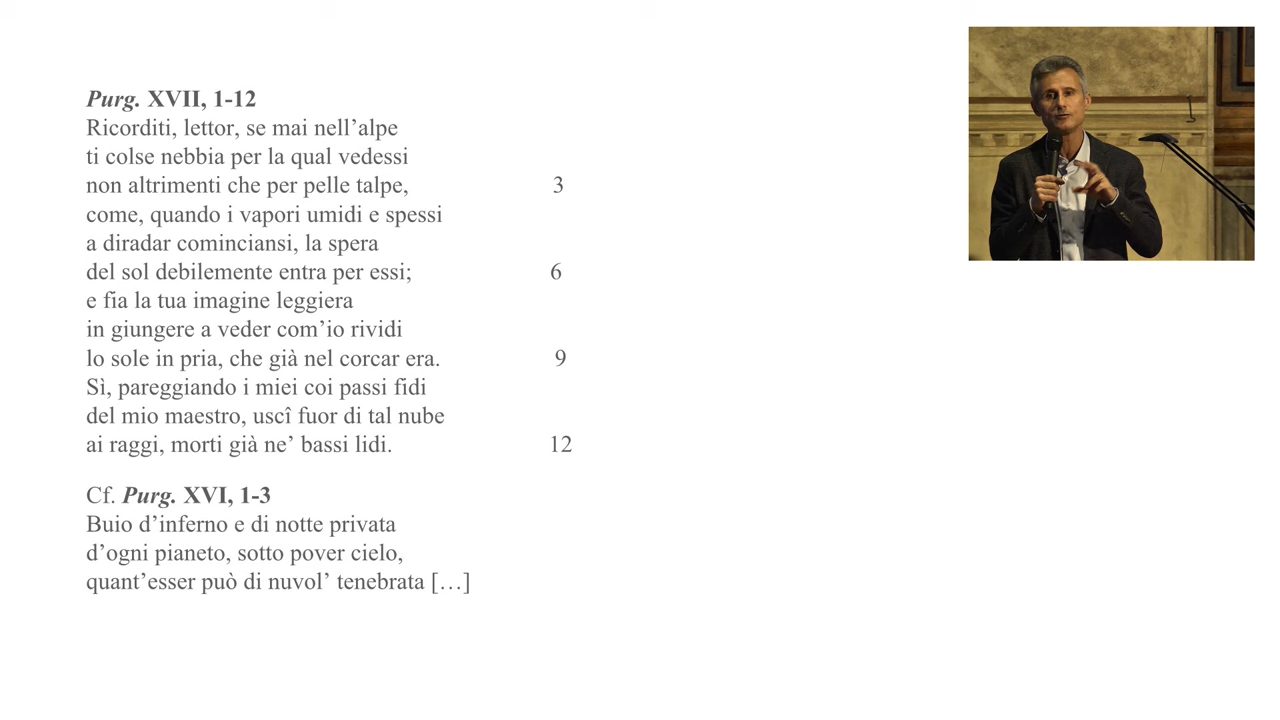 Purg. XVII, 1-12
Ricorditi, lettor, se mai nell’alpe
ti colse nebbia per la qual vedessi
non altrimenti che per pelle talpe, 3
come, quando i vapori umidi e spessi
a diradar cominciansi, la spera
del sol debilemente entra per essi; 6
e fia la tua imagine leggiera
in giungere a veder com’io rividi
lo sole in pria, che già nel corcar era. 9
Sì, pareggiando i miei coi passi fidi
del mio maestro, uscî fuor di tal nube
ai raggi, morti già ne’ bassi lidi. 12
Cf. Purg. XVI, 1-3
Buio d’inferno e di notte privata
d’ogni pianeto, sotto pover cielo,
quant’esser può di nuvol’ tenebrata […]